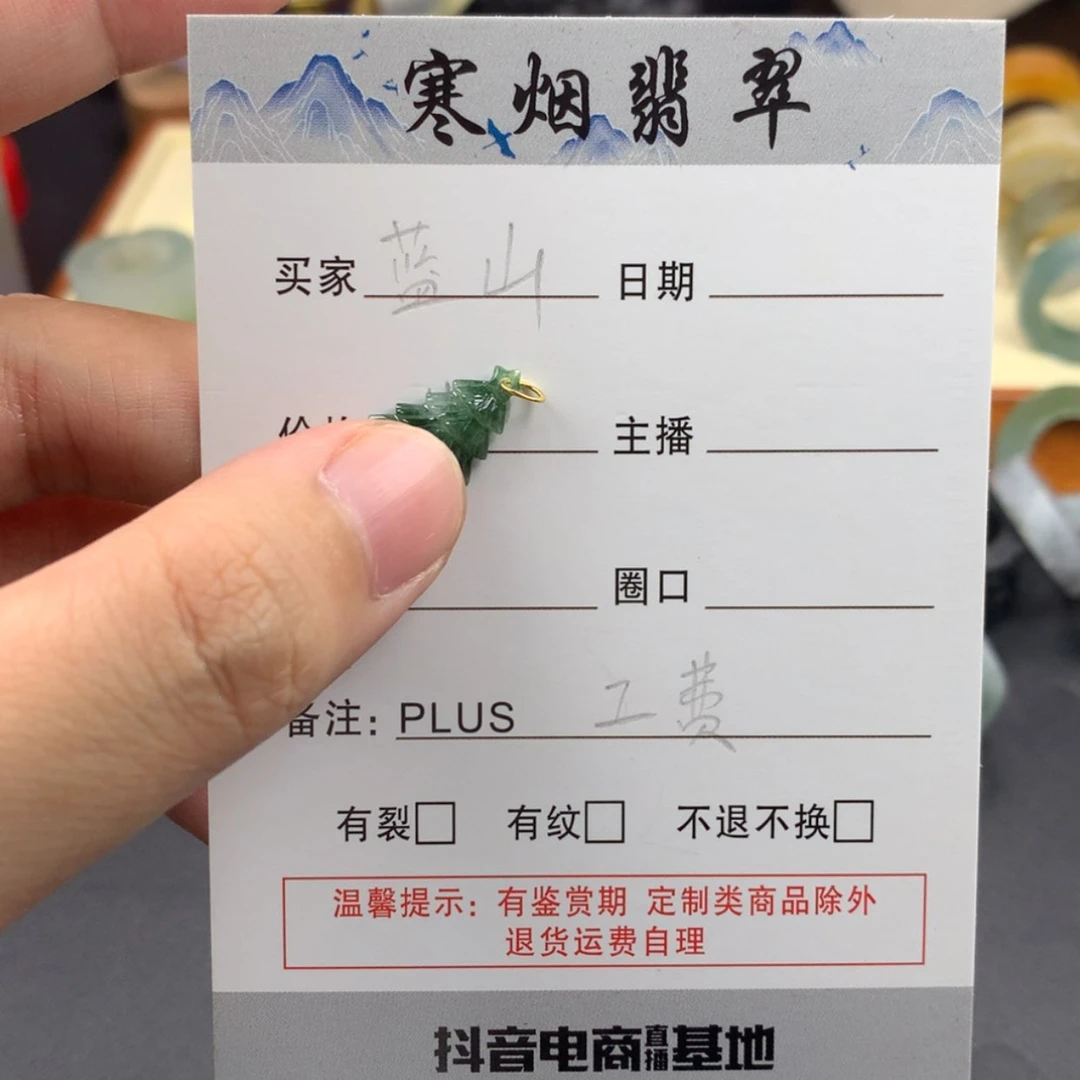 寒烟翡翠
买家 蓝山 日期
主播
圈口
备注：PLUS 工费
有裂 有纹 不退不换
温馨提示：有鉴赏期 定制类商品除外
退货运费自理
抖音电商直播基地